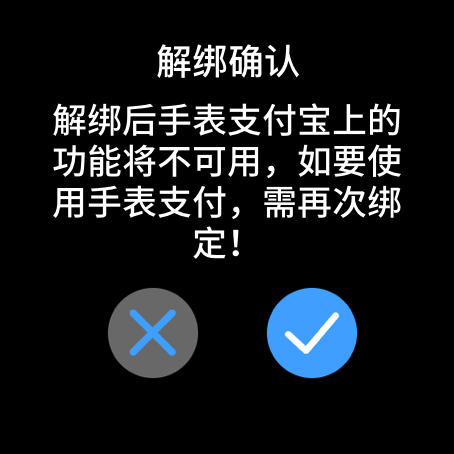 解绑确认
解绑后手表支付宝上的
功能将不可用，如要使
用手表支付，需再次绑
定！